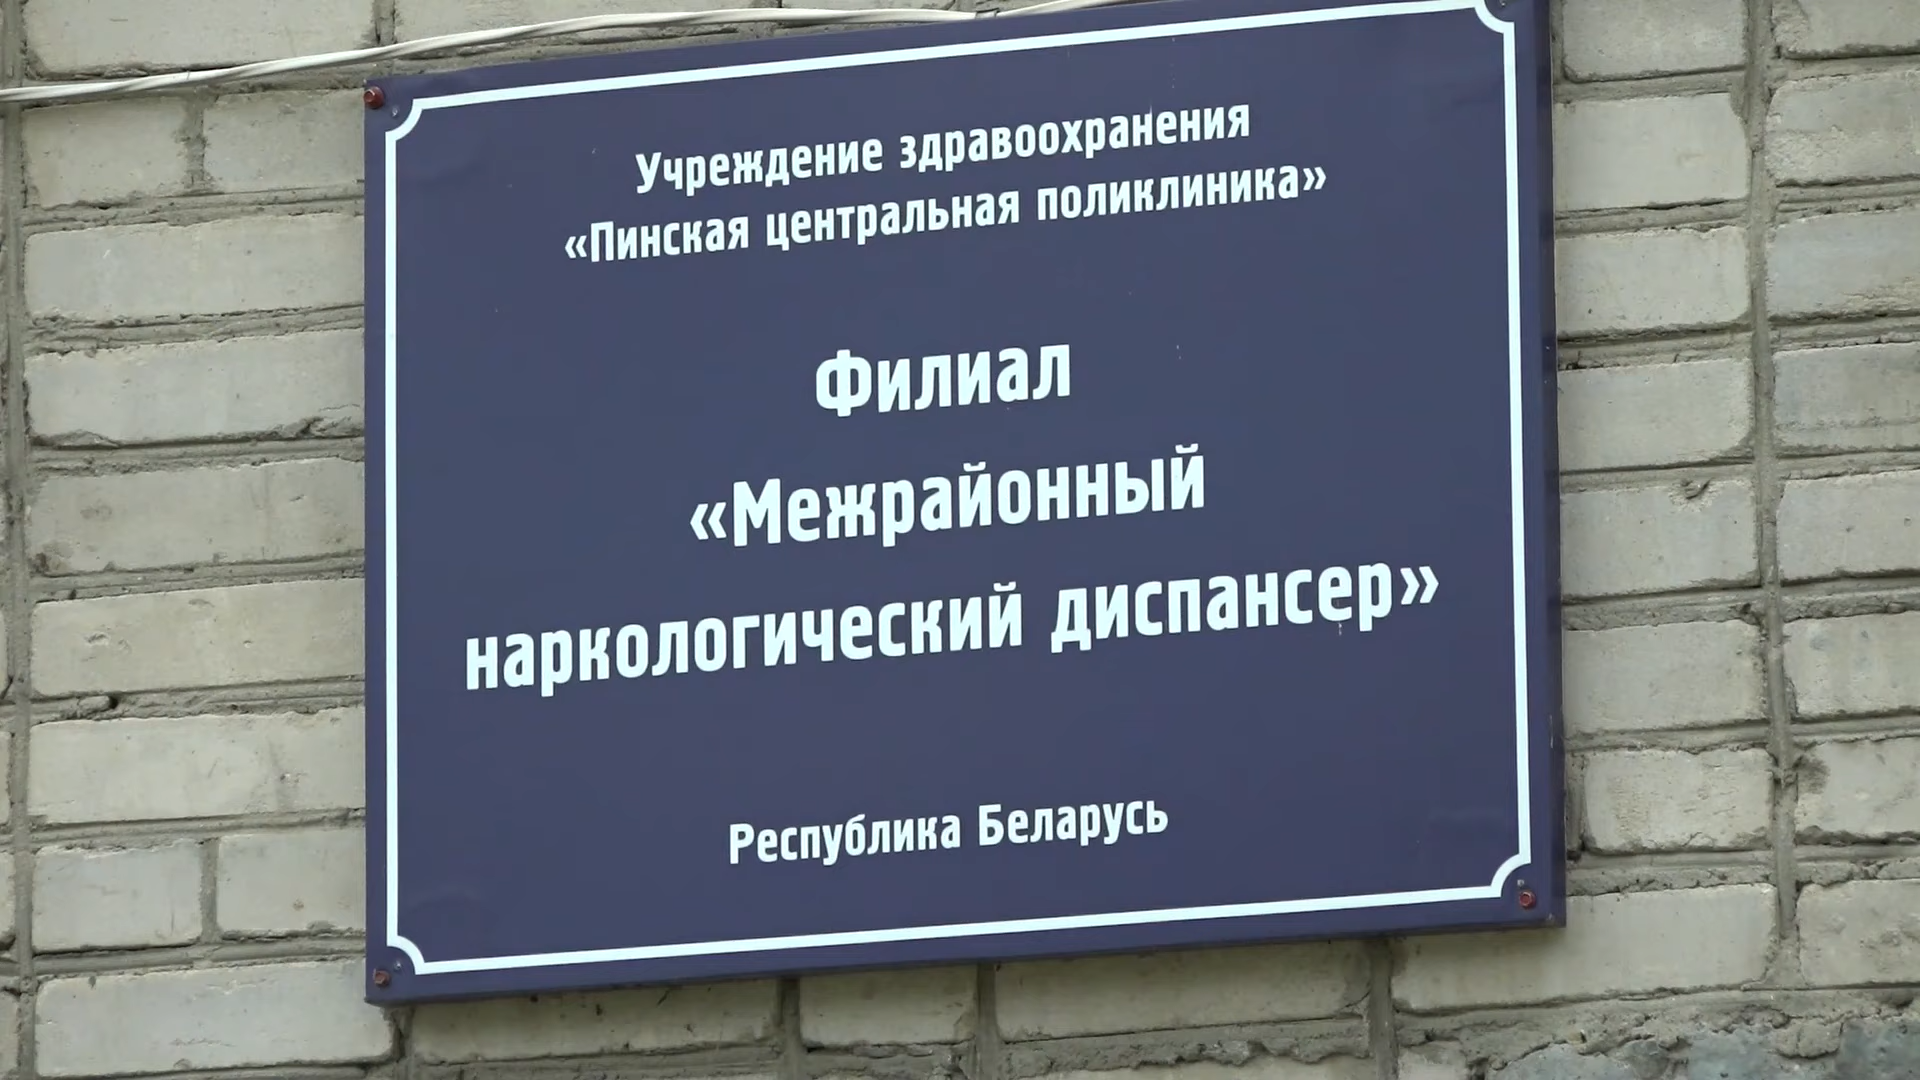 Учреждение здравоохранения
«Пинская центральная поликлиника»
Филиал
«Межрайонный
наркологический диспансер»
Республика Беларусь